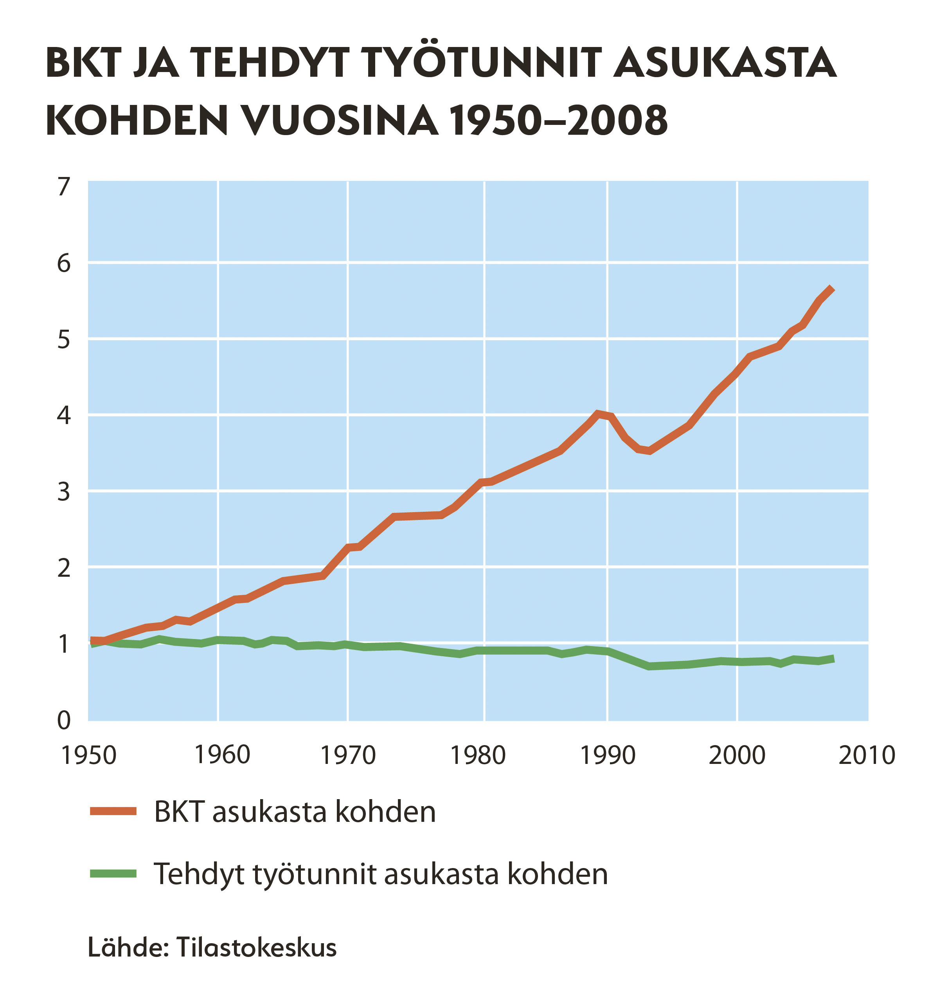 BKT JA TEHDYT TYÖTUNNIT ASUKASTA
KOHDEN VUOSINA 1950–2008
7
6
5
4
3
2
1
0
1950 1960 1970 1980 1990 2000 2010
BKT asukasta kohden
Tehdyt työtunnit asukasta kohden
Lähde: Tilastokeskus